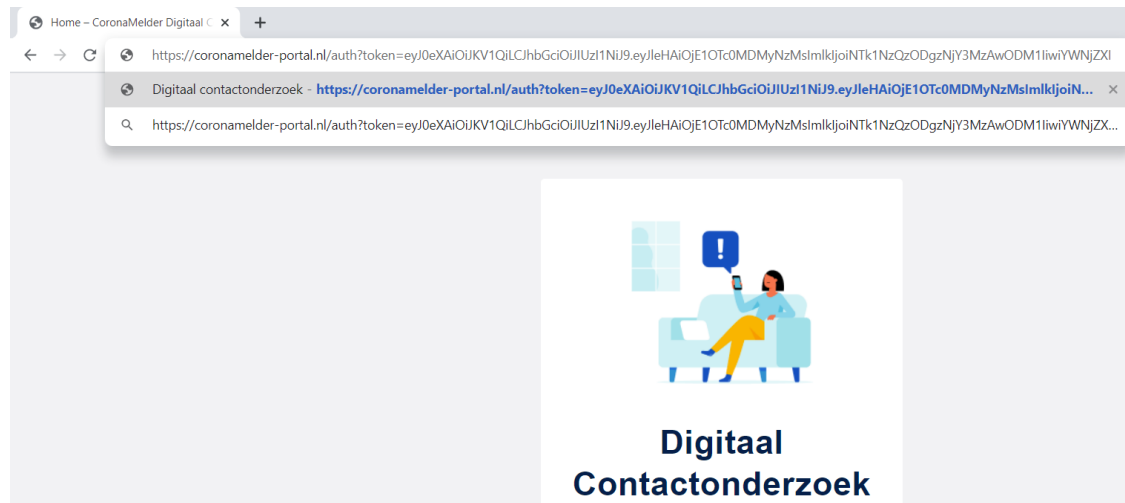 Home – CoronaMelder Digitaal C
https://coronamelder-portal.nl/auth?token=eyJ0eXAiOiJKV1QiLCJhbGciOiJIUzI1NiJ9.eyJleHAiOjE1OTc0MDMyNzMsImlkIjoiNTk1NzQzODgzNjY3MzAwODM1IiwiYWNjZXI
Digitaal contactonderzoek - https://coronamelder-portal.nl/auth?token=eyJ0eXAiOiJKV1QiLCJhbGciOiJIUzI1NiJ9.eyJleHAiOjE1OTc0MDMyNzMsImlkIjoiN...
https://coronamelder-portal.nl/auth?token=eyJ0eXAiOiJKV1QiLCJhbGciOiJIUzI1NiJ9.eyJleHAiOjE1OTc0MDMyNzMsImlkIjoiNTk1NzQzODgzNjY3MzAwODM1IiwiYWNjZX...
!
Digitaal
Contactonderzoek